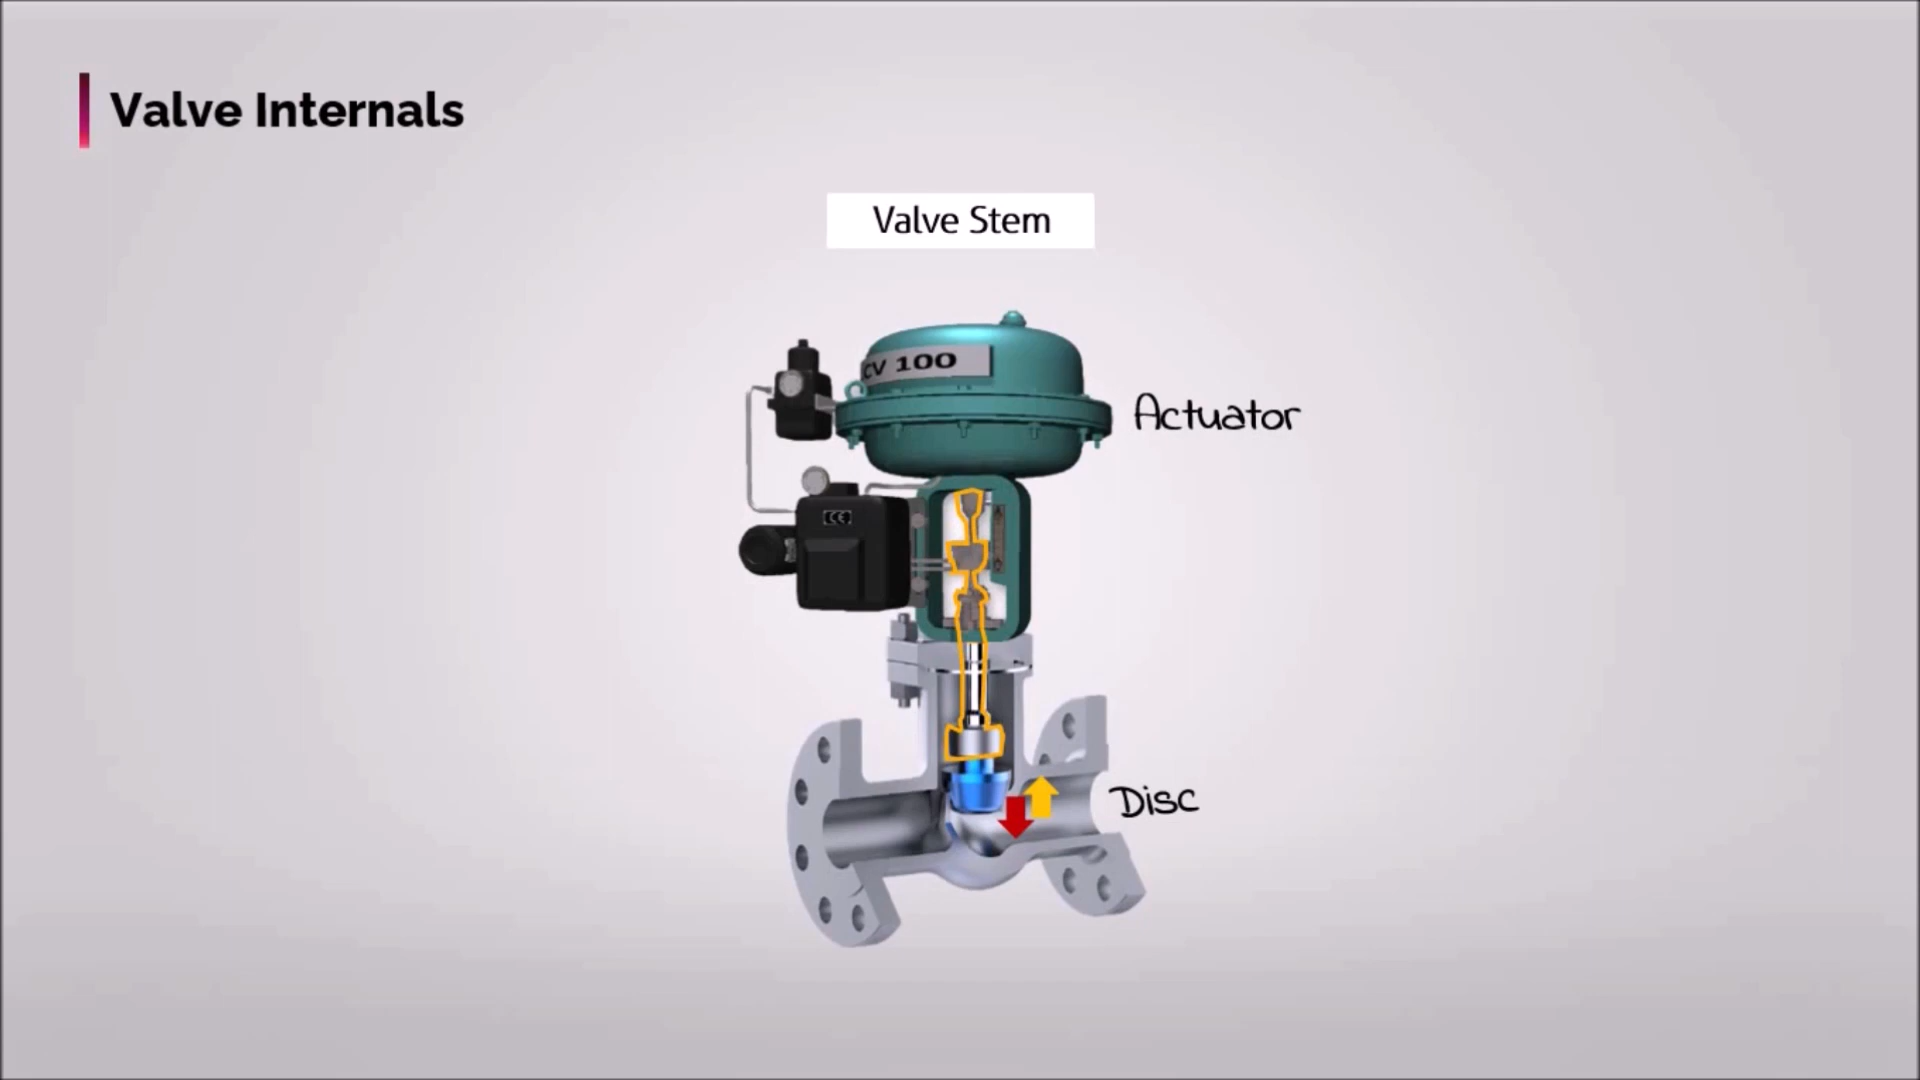 Valve Internals
Valve Stem
CV 100
Actuator
Disc